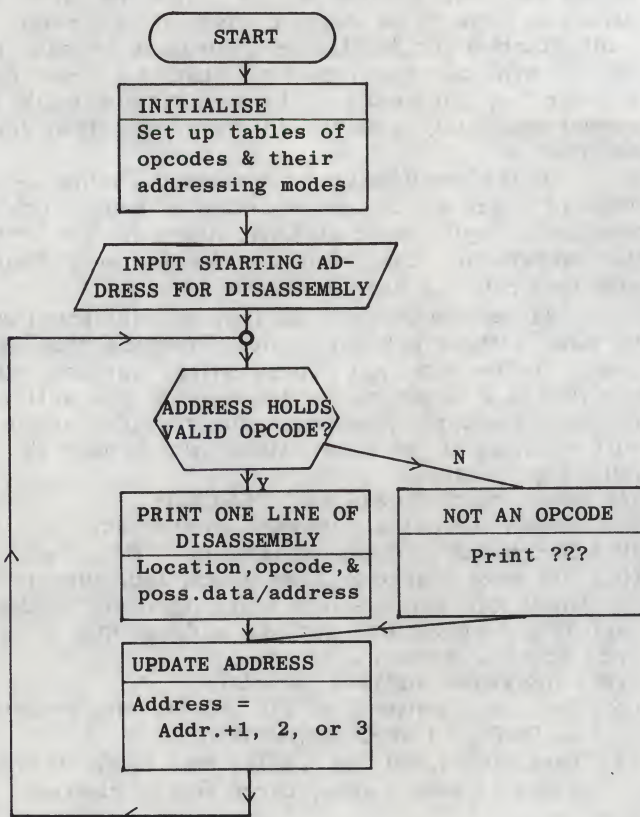 START
INITIALISE
Set up tables of
opcodes & their
addressing modes
INPUT STARTING AD-
DRESS FOR DISASSEMBLY
ADDRESS HOLDS
VALID OPCODE?
N
Y
PRINT ONE LINE OF
DISASSEMBLY
Location,opcode,&
poss.data/address
NOT AN OPCODE
Print ???
UPDATE ADDRESS
Address =
Addr.+1, 2, or 3